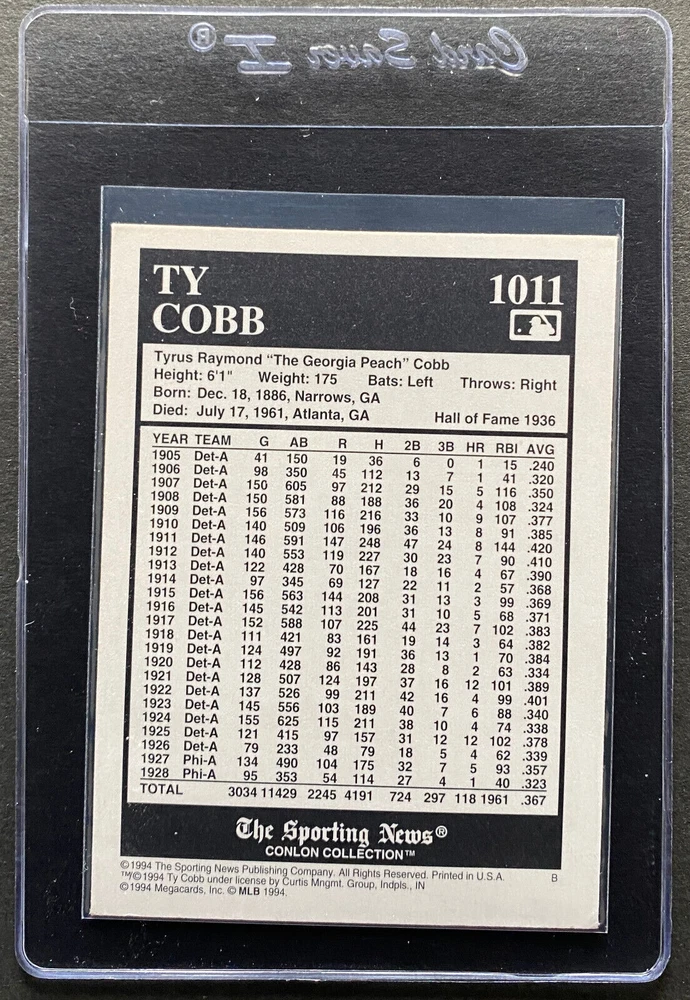 Card Saver I ®
TY
COBB
1011
Tyrus Raymond "The Georgia Peach" Cobb
Height: 6'1" Weight: 175 Bats: Left Throws: Right
Born: Dec. 18, 1886, Narrows, GA
Died: July 17, 1961, Atlanta, GA Hall of Fame 1936
YEAR TEAM G AB R H 2B 3B HR RBI AVG
1905 Det-A 41 150 19 36 6 0 1 15 .240
1906 Det-A 98 350 45 112 13 7 1 41 .320
1907 Det-A 150 605 97 212 29 15 5 116 .350
1908 Det-A 150 581 88 188 36 20 4 108 .324
1909 Det-A 156 573 116 216 33 10 9 107 .377
1910 Det-A 140 509 106 196 36 13 8 91 .385
1911 Det-A 146 591 147 248 47 24 8 144 .420
1912 Det-A 140 553 119 227 30 23 7 90 .410
1913 Det-A 122 428 70 167 18 16 4 67 .390
1914 Det-A 97 345 69 127 22 11 2 57 .368
1915 Det-A 156 563 144 208 31 13 3 99 .369
1916 Det-A 145 542 113 201 31 10 5 68 .371
1917 Det-A 152 588 107 225 44 23 7 102 .383
1918 Det-A 111 421 83 161 19 14 3 64 .382
1919 Det-A 124 497 92 191 36 13 1 70 .384
1920 Det-A 112 428 86 143 28 8 2 63 .334
1921 Det-A 128 507 124 197 37 16 12 101 .389
1922 Det-A 137 526 99 211 42 16 4 99 .401
1923 Det-A 145 556 103 189 40 7 6 88 .340
1924 Det-A 155 625 115 211 38 10 4 74 .338
1925 Det-A 121 415 97 157 31 12 12 102 .378
1926 Det-A 79 233 48 79 18 5 4 62 .339
1927 Phi-A 134 490 104 175 32 7 5 93 .357
1928 Phi-A 95 353 54 114 27 4 1 40 .323
TOTAL 3034 11429 2245 4191 724 297 118 1961 .367
The Sporting News®
CONLON COLLECTION™
©1994 The Sporting News Publishing Company. All Rights Reserved. Printed in U.S.A. B
™/©1994 Ty Cobb under license by Curtis Mngmt. Group, Indpls., IN
©1994 Megacards, Inc. © MLB 1994.